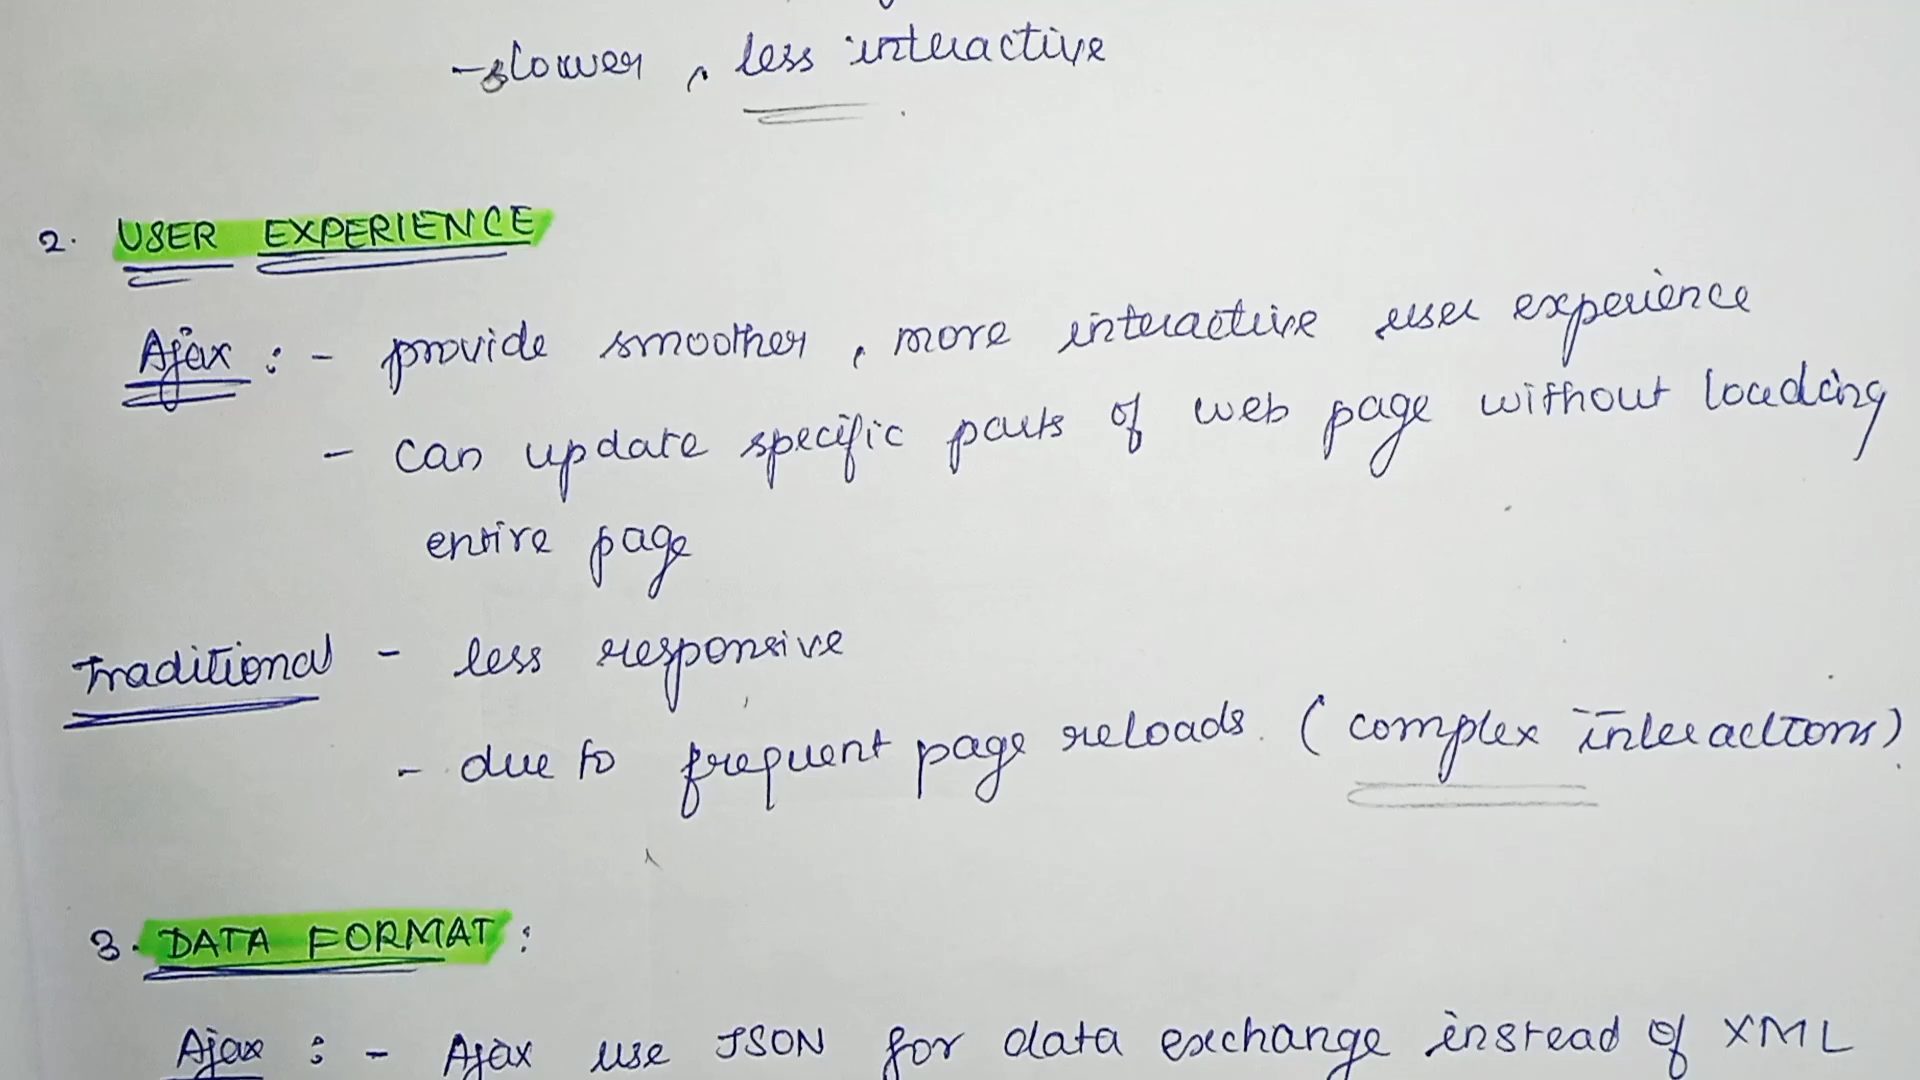 -slower, less interactive
2. USER EXPERIENCE
Ajax : - provide smoother, more interactive user experience
- can update specific parts of web page without loading
entire page
Traditional - less responsive
- due to frequent page reloads. (complex interactions)
3. DATA FORMAT :
Ajax : - Ajax use JSON for data exchange instead of XML